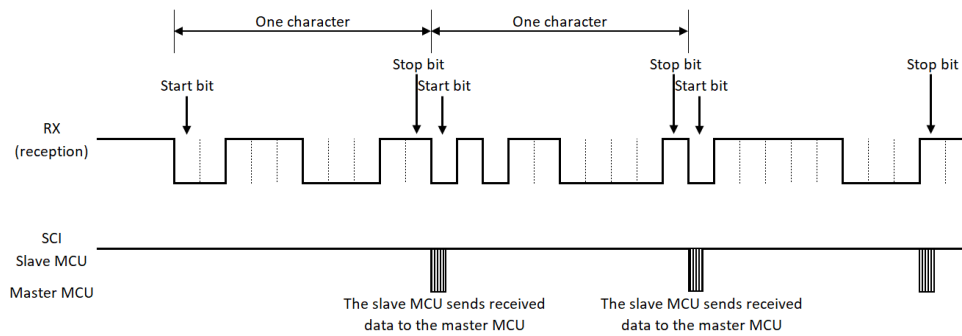 One character
One character
Stop bit
Stop bit
Stop bit
Start bit
Start bit
Start bit
RX
(reception)
SCI
Slave MCU
Master MCU
The slave MCU sends received
data to the master MCU
The slave MCU sends received
data to the master MCU